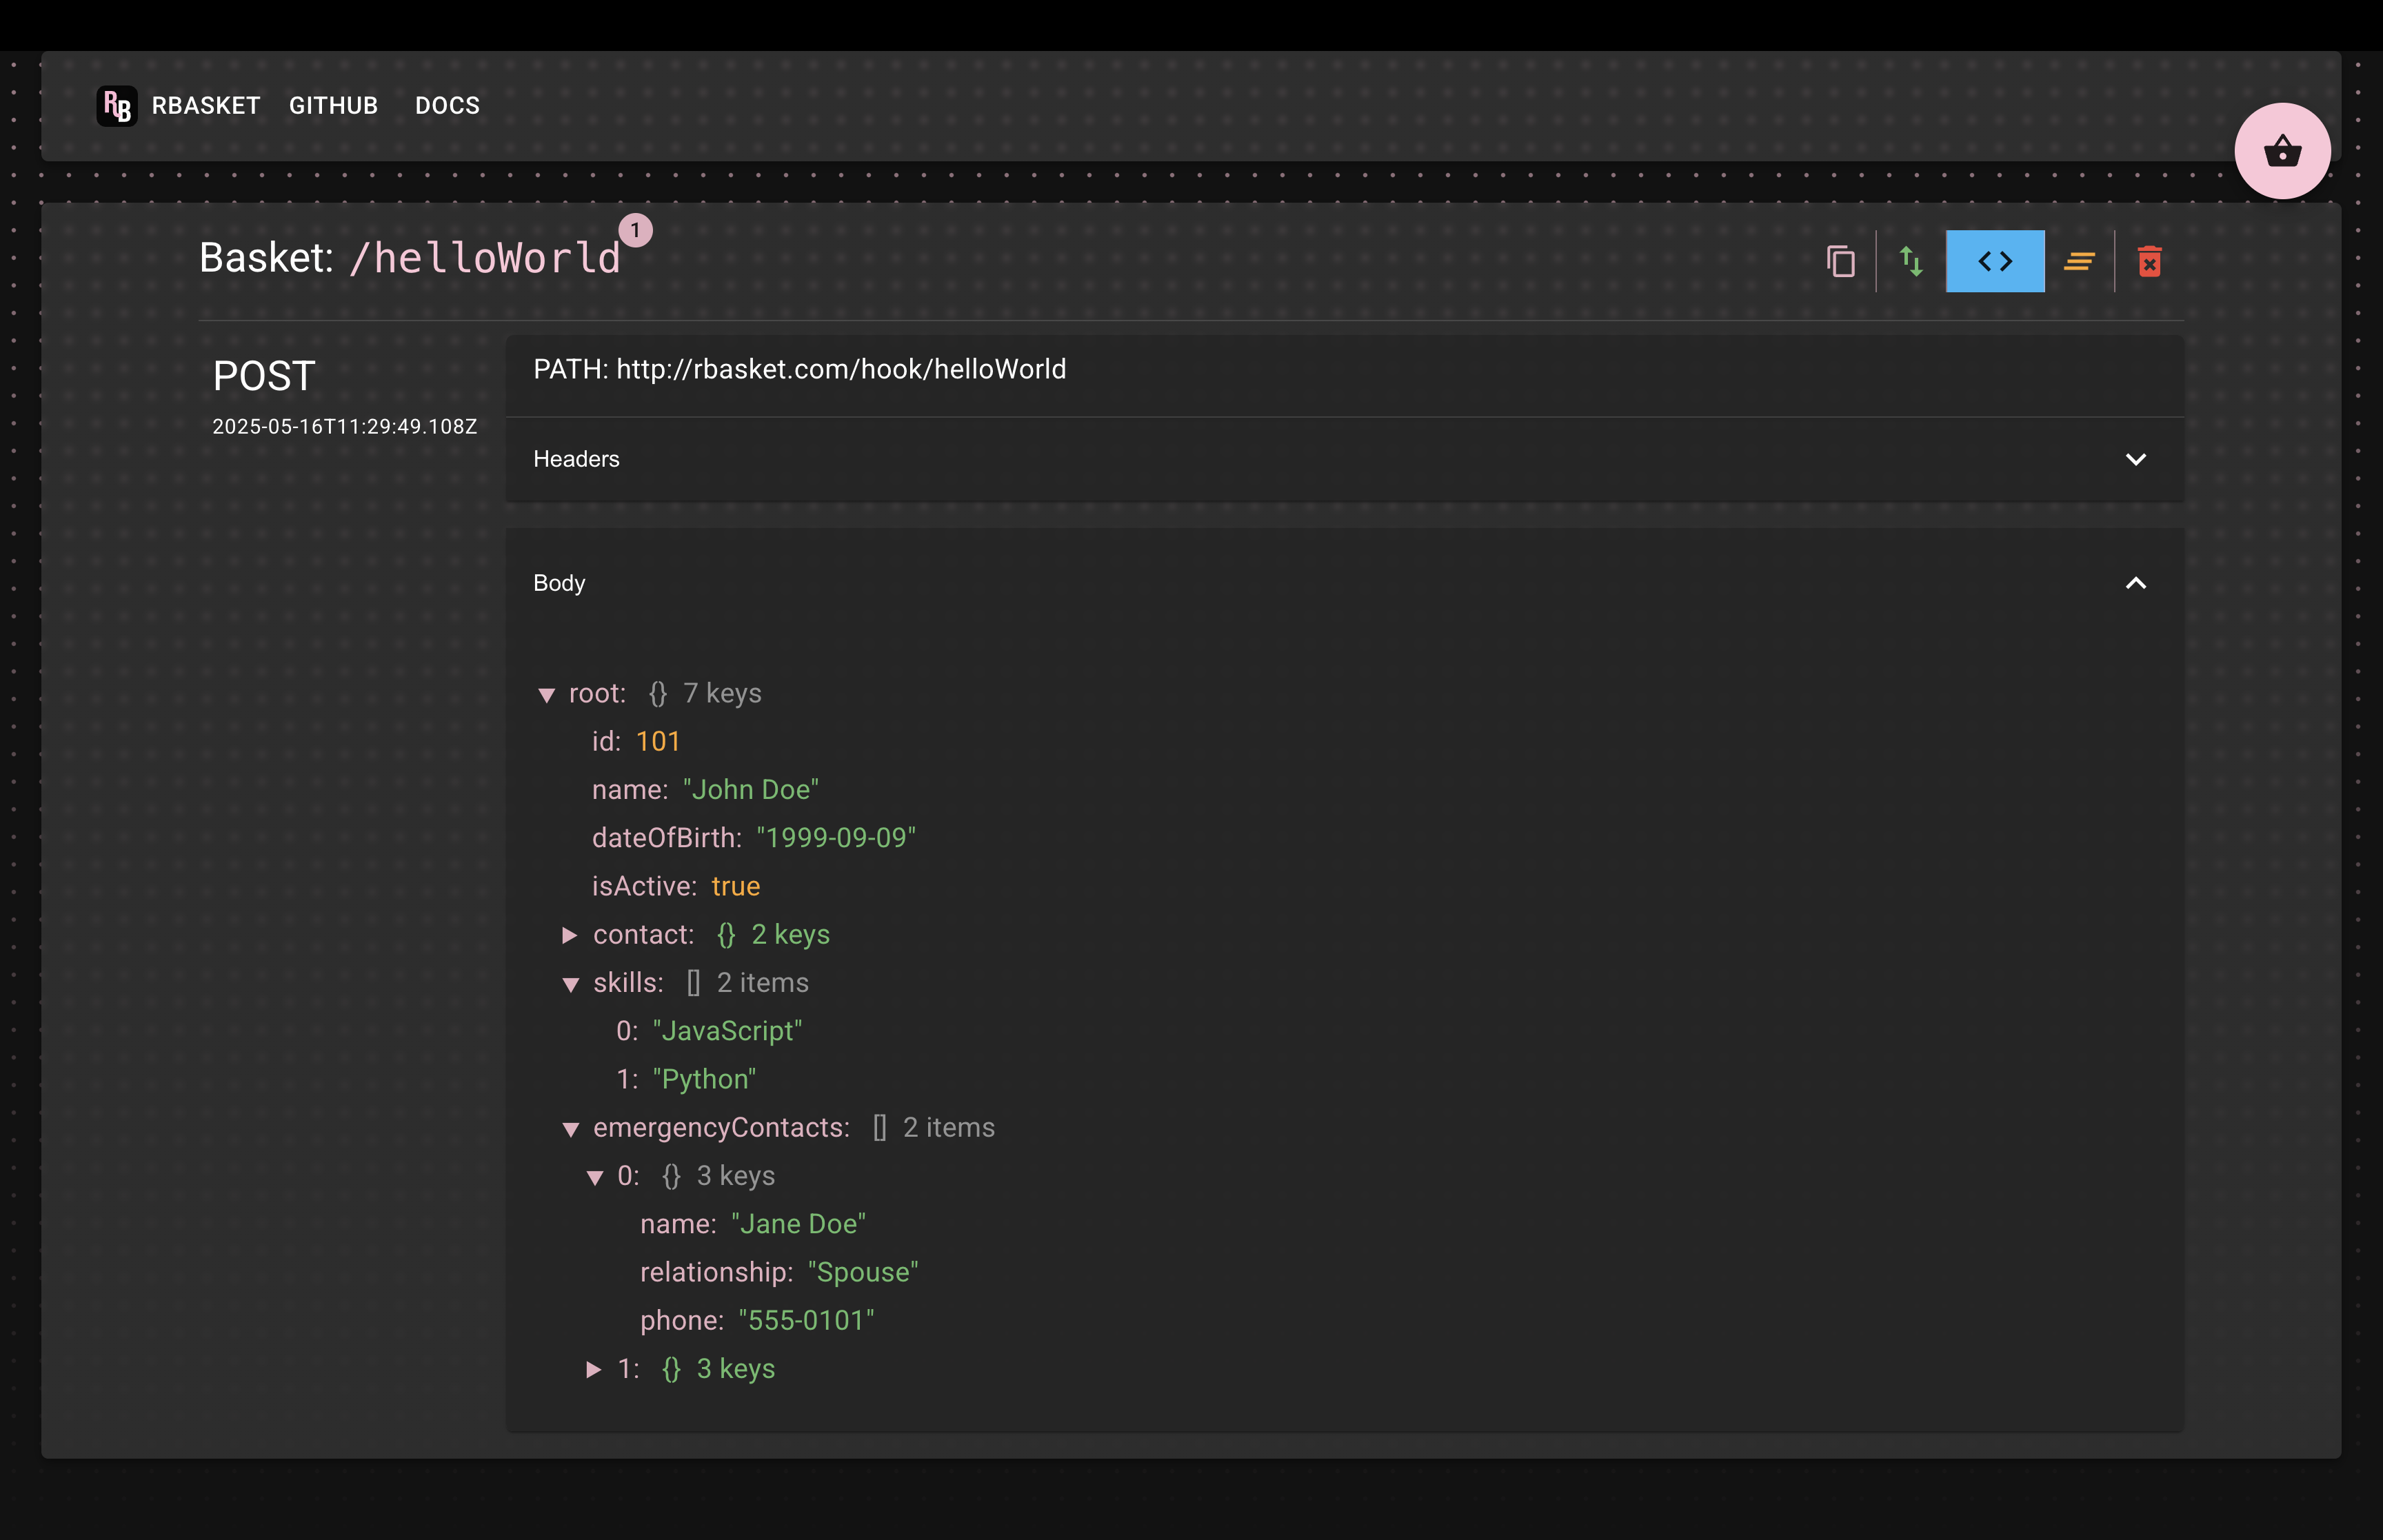 RB RBASKET GITHUB DOCS
Basket: /helloWorld 1
POST
2025-05-16T11:29:49.108Z
PATH: http://rbasket.com/hook/helloWorld
Headers
Body
root: {} 7 keys
id: 101
name: "John Doe"
dateOfBirth: "1999-09-09"
isActive: true
contact: {} 2 keys
skills: [] 2 items
0: "JavaScript"
1: "Python"
emergencyContacts: [] 2 items
0: {} 3 keys
name: "Jane Doe"
relationship: "Spouse"
phone: "555-0101"
1: {} 3 keys